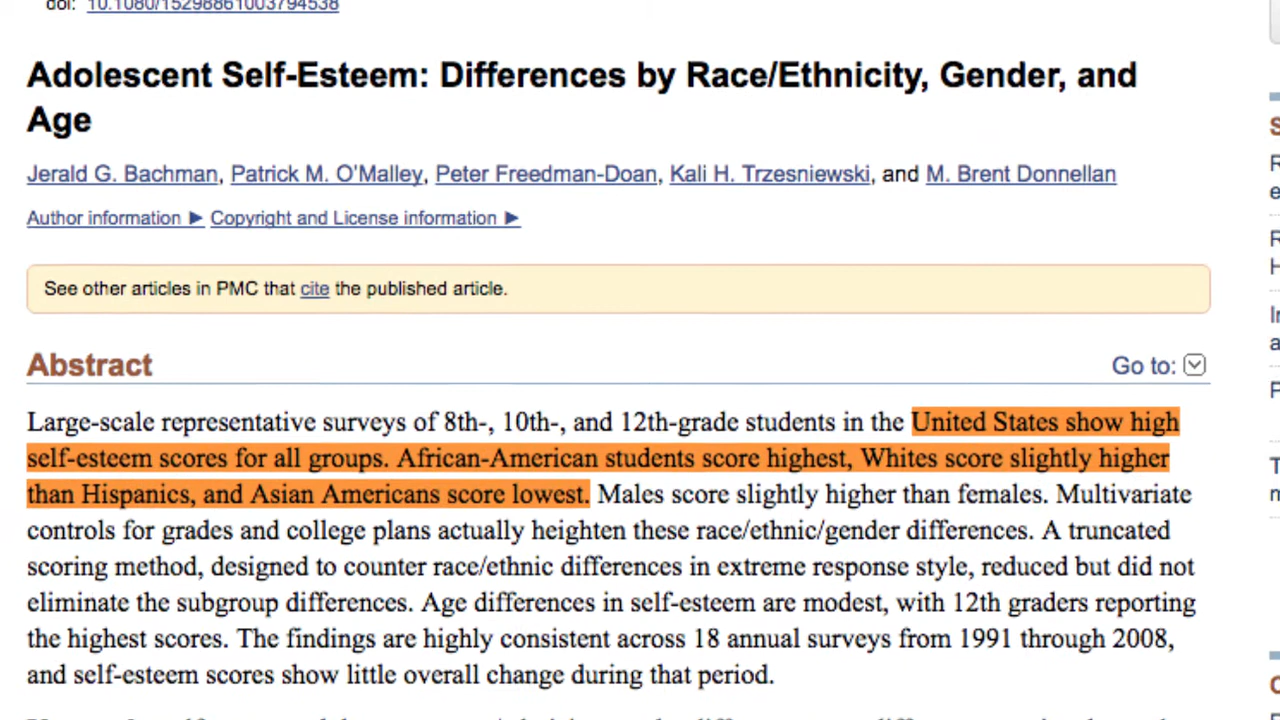 doi: 10.1080/15298861003794538
Adolescent Self-Esteem: Differences by Race/Ethnicity, Gender, and
Age
Jerald G. Bachman, Patrick M. O'Malley, Peter Freedman-Doan, Kali H. Trzesniewski, and M. Brent Donnellan
Author information ► Copyright and License information ►
See other articles in PMC that cite the published article.
Abstract
Go to:
Large-scale representative surveys of 8th-, 10th-, and 12th-grade students in the United States show high
self-esteem scores for all groups. African-American students score highest, Whites score slightly higher
than Hispanics, and Asian Americans score lowest. Males score slightly higher than females. Multivariate
controls for grades and college plans actually heighten these race/ethnic/gender differences. A truncated
scoring method, designed to counter race/ethnic differences in extreme response style, reduced but did not
eliminate the subgroup differences. Age differences in self-esteem are modest, with 12th graders reporting
the highest scores. The findings are highly consistent across 18 annual surveys from 1991 through 2008,
and self-esteem scores show little overall change during that period.